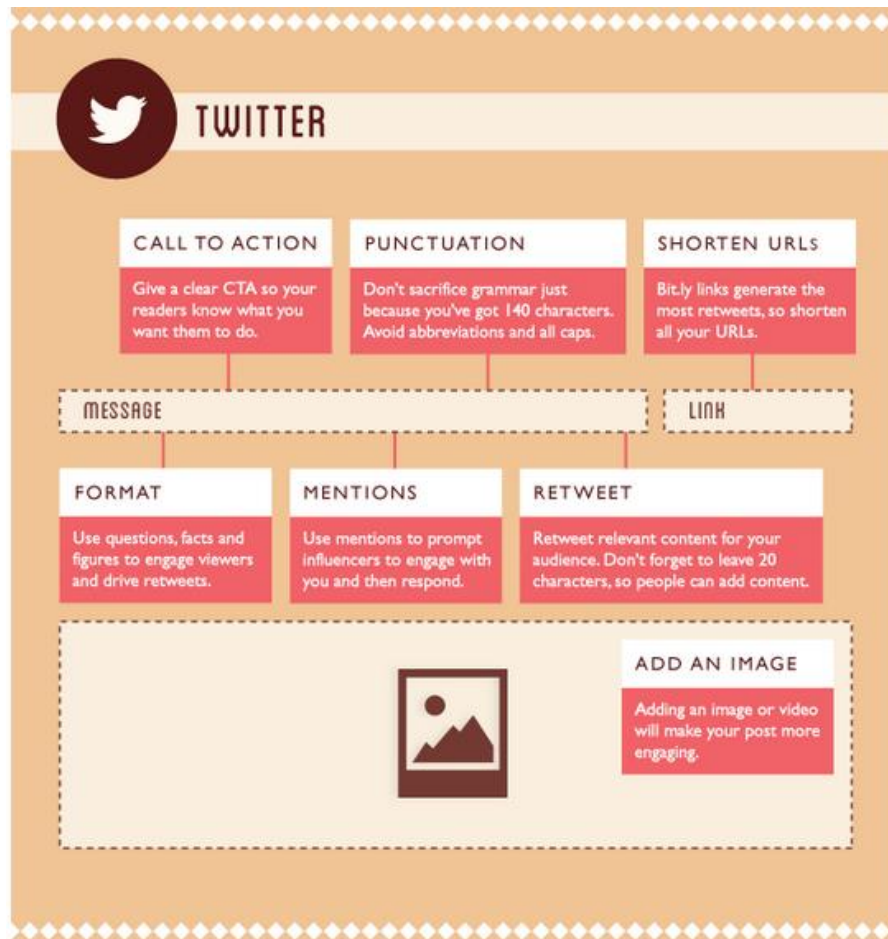 TWITTER
CALL TO ACTION
Give a clear CTA so your
readers know what you
want them to do.
PUNCTUATION
Don't sacrifice grammar just
because you've got 140 characters.
Avoid abbreviations and all caps.
SHORTEN URLs
Bit.ly links generate the
most retweets, so shorten
all your URLs.
MESSAGE
LINK
FORMAT
Use questions, facts and
figures to engage viewers
and drive retweets.
MENTIONS
Use mentions to prompt
influencers to engage with
you and then respond.
RETWEET
Retweet relevant content for your
audience. Don't forget to leave 20
characters, so people can add content.
ADD AN IMAGE
Adding an image or video
will make your post more
engaging.